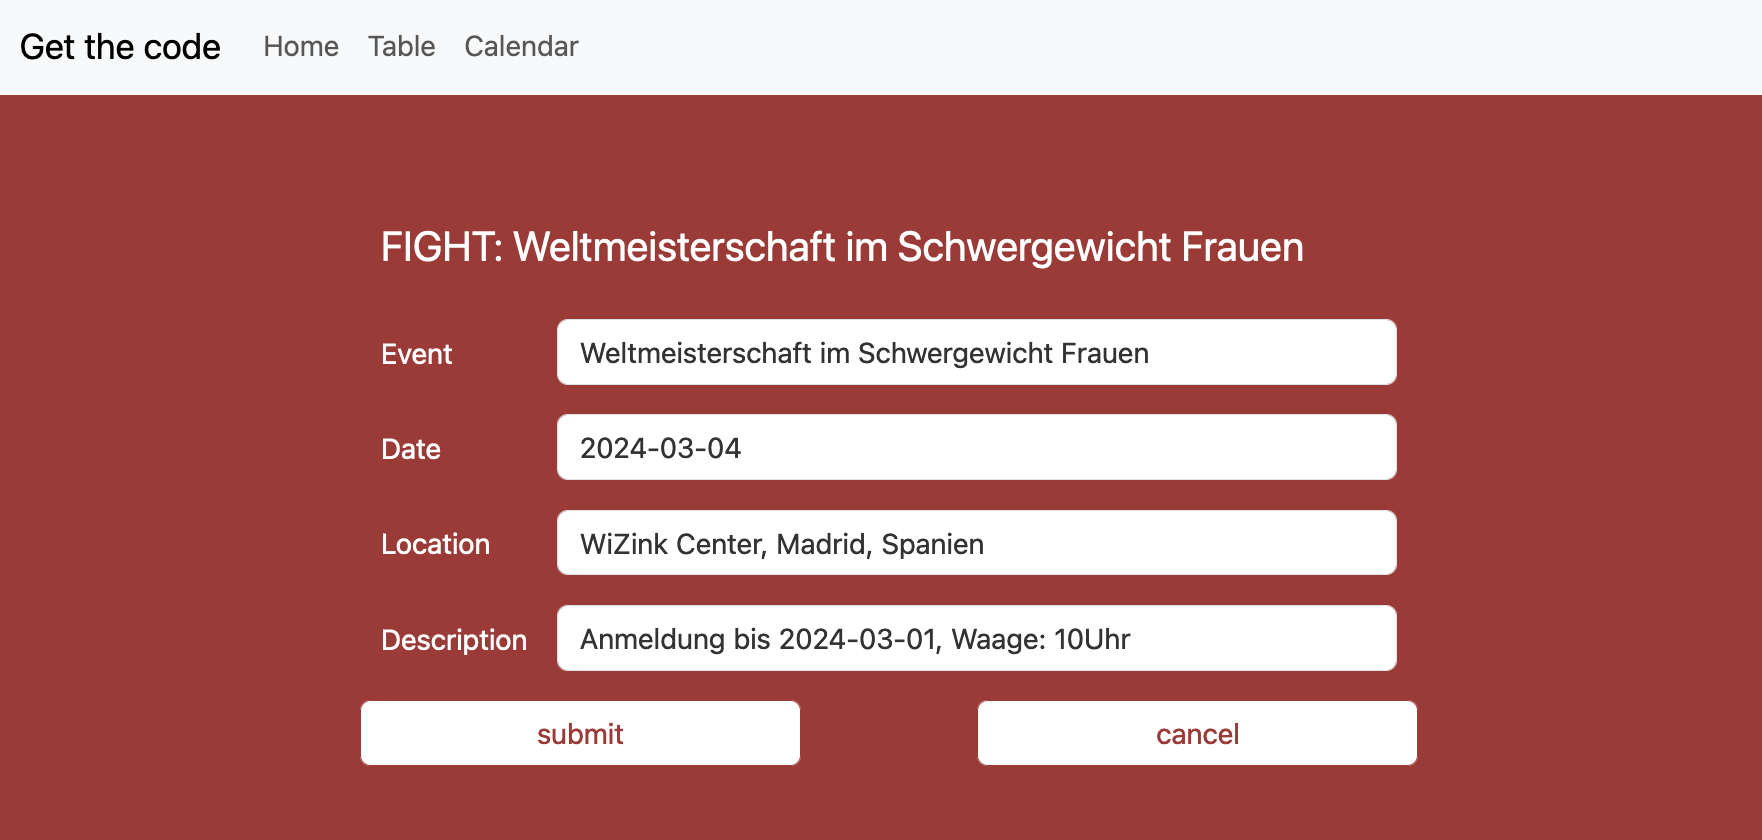 Get the code Home Table Calendar
FIGHT: Weltmeisterschaft im Schwergewicht Frauen
Event Weltmeisterschaft im Schwergewicht Frauen
Date 2024-03-04
Location WiZink Center, Madrid, Spanien
Description Anmeldung bis 2024-03-01, Waage: 10Uhr
submit cancel